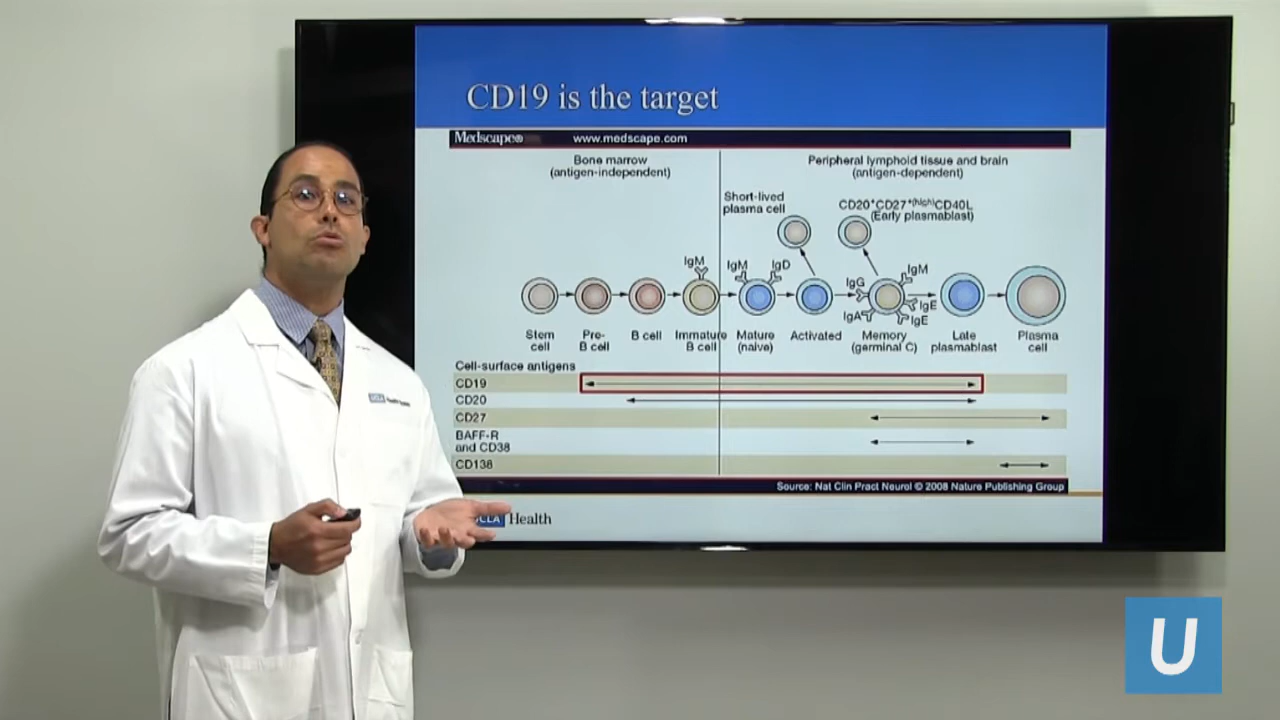 CD19 is the target
Medscape® www.medscape.com
Bone marrow
(antigen-independent)
Peripheral lymphoid tissue and brain
(antigen-dependent)
Short-lived
plasma cell
CD20⁺CD27⁺⁽ʰⁱᵍʰ⁾CD40L
(Early plasmablast)
IgM
IgM
IgD
IgG
IgM
IgA
IgE
IgE
Stem
cell
Pre-
B cell
B cell
Immature
B cell
Mature
(naive)
Activated
Memory
(germinal C)
Late
plasmablast
Plasma
cell
Cell-surface antigens
CD19
CD20
CD27
BAFF-R
and CD38
CD138
Source: Nat Clin Pract Neurol © 2008 Nature Publishing Group
UCLA Health
UCLA Health
U